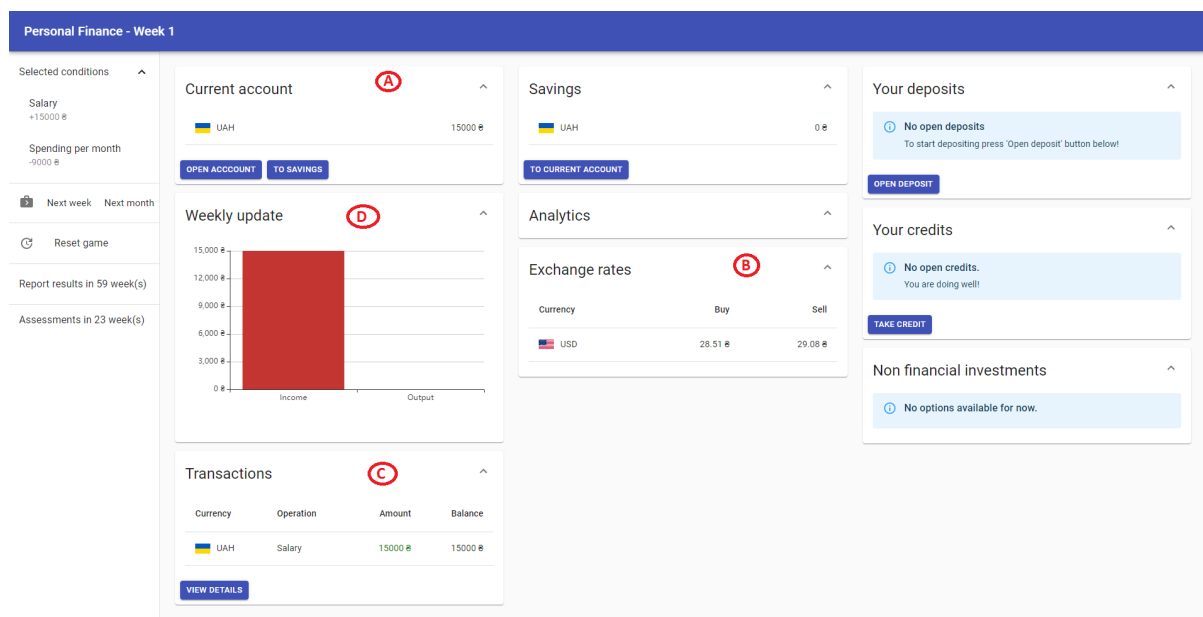 Personal Finance - Week 1
Selected conditions
Salary
+15000 ₴
Spending per month
-9000 ₴
Next week Next month
Reset game
Report results in 59 week(s)
Assessments in 23 week(s)
Current account A
UAH 15000 ₴
OPEN ACCCOUNT TO SAVINGS
Weekly update D
15,000 ₴
12,000 ₴
9,000 ₴
6,000 ₴
3,000 ₴
0 ₴
Income Output
Transactions C
Currency Operation Amount Balance
UAH Salary 15000 ₴ 15000 ₴
VIEW DETAILS
Savings
UAH 0 ₴
TO CURRENT ACCOUNT
Analytics
Exchange rates B
Currency Buy Sell
USD 28.51 ₴ 29.08 ₴
Your deposits
No open deposits
To start depositing press 'Open deposit' button below!
OPEN DEPOSIT
Your credits
No open credits.
You are doing well!
TAKE CREDIT
Non financial investments
No options available for now.